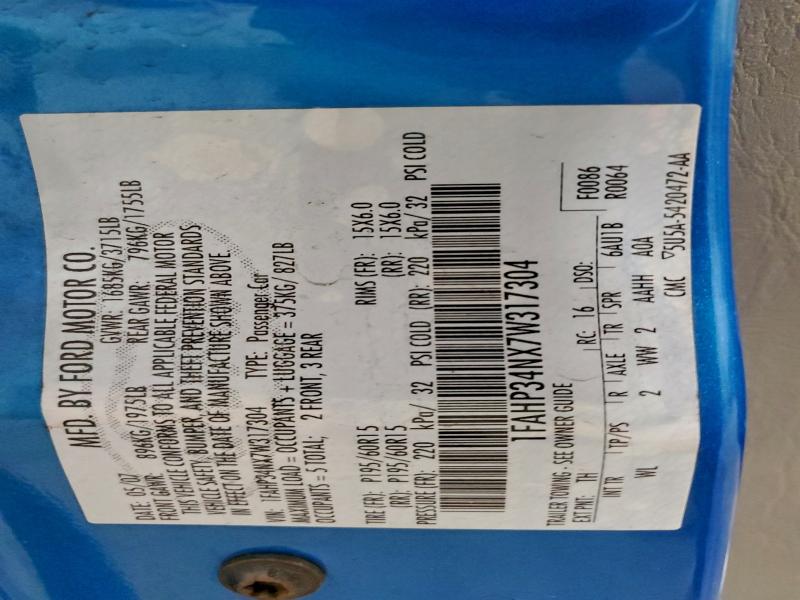 MFD. BY FORD MOTOR CO.
DATE: 05/07 GVWR: 1685KG/3715LB
FRONT GAWR: 896KG/1975LB REAR GAWR: 796KG/1755LB
THIS VEHICLE CONFORMS TO ALL APPLICABLE FEDERAL MOTOR
VEHICLE SAFETY, BUMPER, AND THEFT PREVENTION STANDARDS
IN EFFECT ON THE DATE OF MANUFACTURE SHOWN ABOVE.
VIN: 1FAHP34NX7W317304 TYPE: Passenger Car
MAXIMUM LOAD = OCCUPANTS + LUGGAGE = 375KG/ 827LB
OCCUPANTS = 5 TOTAL; 2 FRONT, 3 REAR
TIRE (FR): P195/60R15 RIMS (FR): 15X6.0
(RR): P195/60R15 (RR): 15X6.0
PRESSURE (FR): 220 kPa/ 32 PSI COLD (RR): 220 kPa/ 32 PSI COLD
1FAHP34NX7W317304
TRAILER TOWING - SEE OWNER GUIDE
F0086
EXT PNT: TH RC: 16 DSO: R0064
INTR TP/PS R AXLE TR SPR 6AU1B
WL 2 WW 2 AAHH AOA
CMC 5U5A-5420472-AA